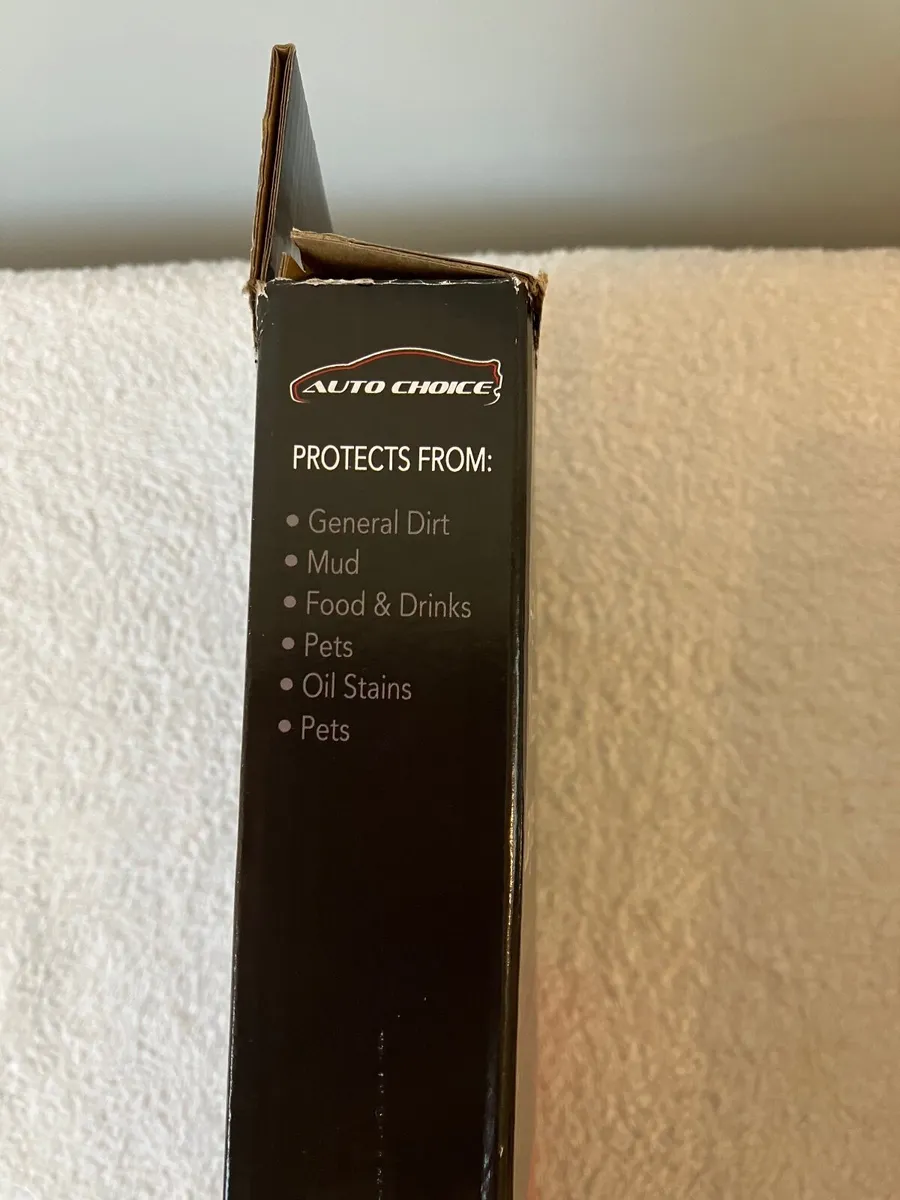 AUTO CHOICE
PROTECTS FROM:
• General Dirt
• Mud
• Food & Drinks
• Pets
• Oil Stains
• Pets